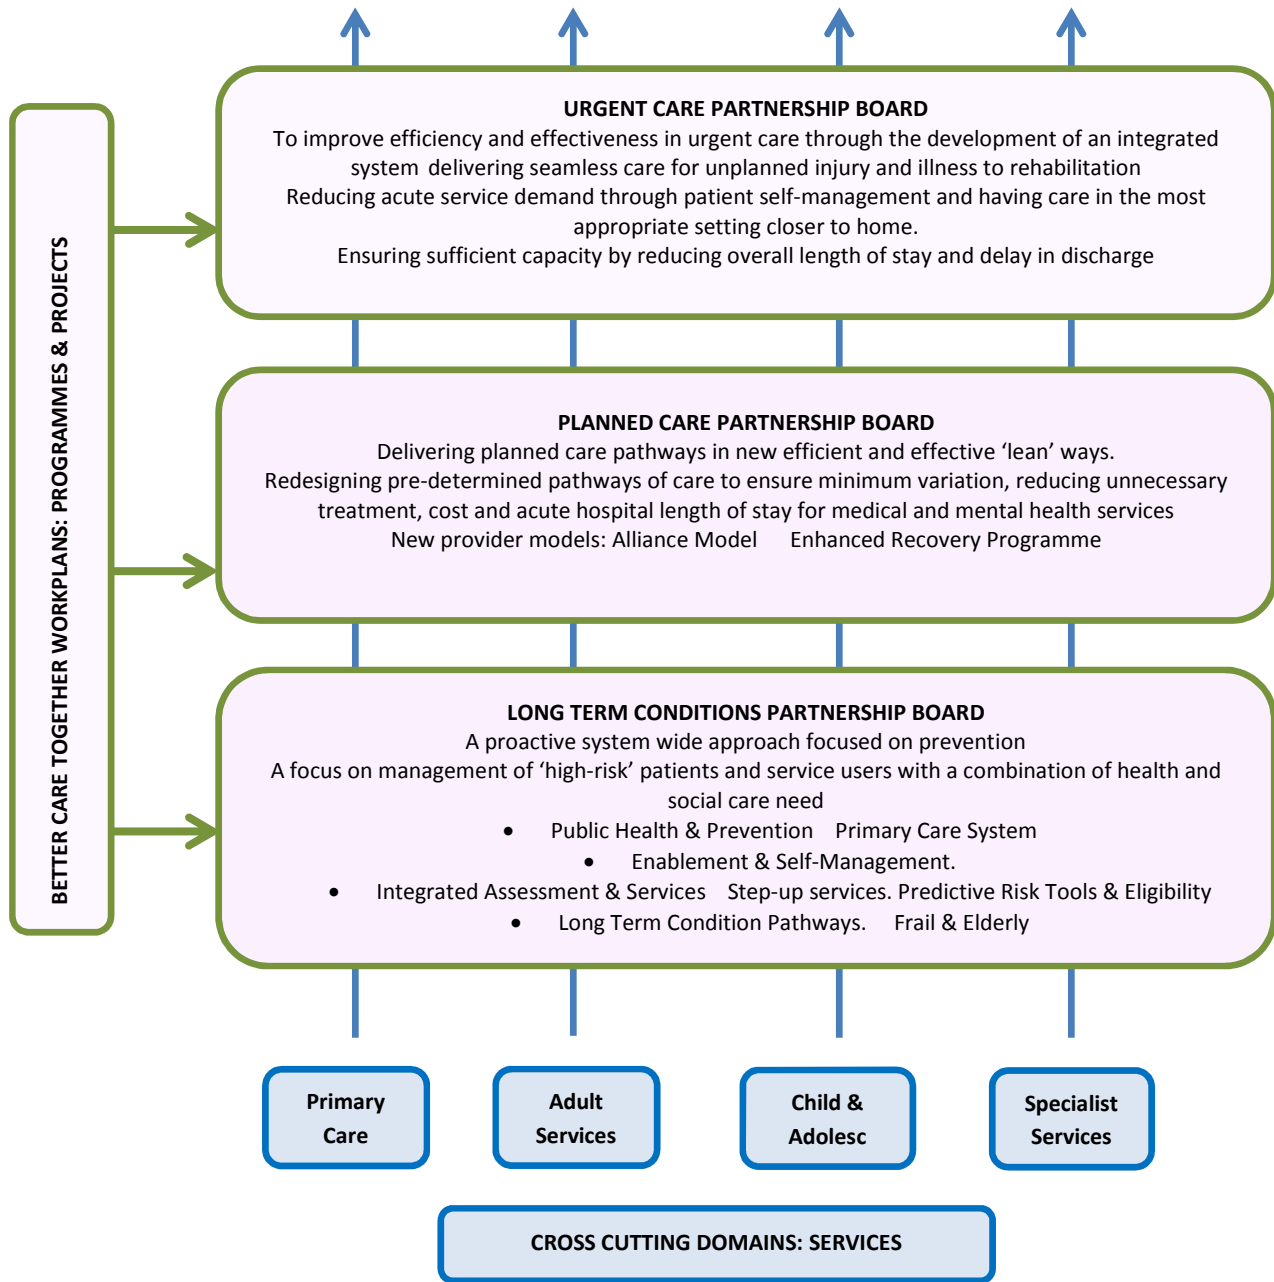 URGENT CARE PARTNERSHIP BOARD
To improve efficiency and effectiveness in urgent care through the development of an integrated
system delivering seamless care for unplanned injury and illness to rehabilitation
Reducing acute service demand through patient self-management and having care in the most
appropriate setting closer to home.
Ensuring sufficient capacity by reducing overall length of stay and delay in discharge
BETTER CARE TOGETHER WORKPLANS: PROGRAMMES & PROJECTS
PLANNED CARE PARTNERSHIP BOARD
Delivering planned care pathways in new efficient and effective ‘lean’ ways.
Redesigning pre-determined pathways of care to ensure minimum variation, reducing unnecessary
treatment, cost and acute hospital length of stay for medical and mental health services
New provider models: Alliance Model Enhanced Recovery Programme
LONG TERM CONDITIONS PARTNERSHIP BOARD
A proactive system wide approach focused on prevention
A focus on management of ‘high-risk’ patients and service users with a combination of health and
social care need
• Public Health & Prevention Primary Care System
• Enablement & Self-Management.
• Integrated Assessment & Services Step-up services. Predictive Risk Tools & Eligibility
• Long Term Condition Pathways. Frail & Elderly
Primary
Care
Adult
Services
Child &
Adolesc
Specialist
Services
CROSS CUTTING DOMAINS: SERVICES